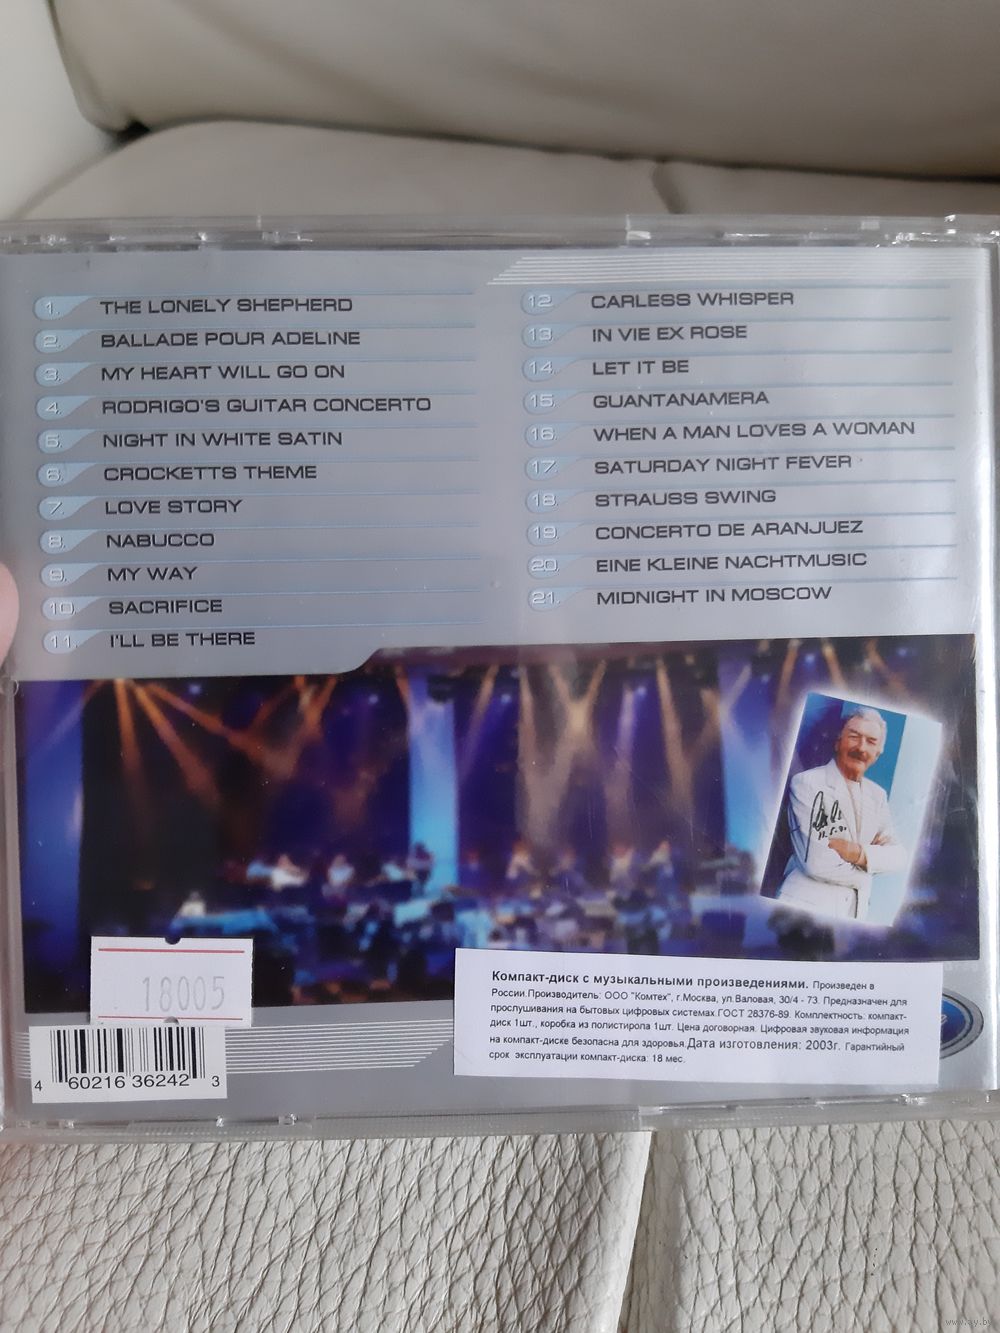 1. THE LONELY SHEPHERD
2. BALLADE POUR ADELINE
3. MY HEART WILL GO ON
4. RODRIGO'S GUITAR CONCERTO
5. NIGHT IN WHITE SATIN
6. CROCKETTS THEME
7. LOVE STORY
8. NABUCCO
9. MY WAY
10. SACRIFICE
11. I'LL BE THERE
12. CARLESS WHISPER
13. IN VIE EX ROSE
14. LET IT BE
15. GUANTANAMERA
16. WHEN A MAN LOVES A WOMAN
17. SATURDAY NIGHT FEVER
18. STRAUSS SWING
19. CONCERTO DE ARANJUEZ
20. EINE KLEINE NACHTMUSIC
21. MIDNIGHT IN MOSCOW
18005
4 60216 36242 3
Компакт-диск с музыкальными произведениями. Произведен в
России.Производитель: ООО "Комтех", г.Москва, ул.Валовая, 30/4 - 73. Предназначен для
прослушивания на бытовых цифровых системах.ГОСТ 28376-89. Комплектность: компакт-
диск 1шт., коробка из полистирола 1шт. Цена договорная. Цифровая звуковая информация
на компакт-диске безопасна для здоровья.Дата изготовления: 2003г. Гарантийный
срок эксплуатации компакт-диска: 18 мес.